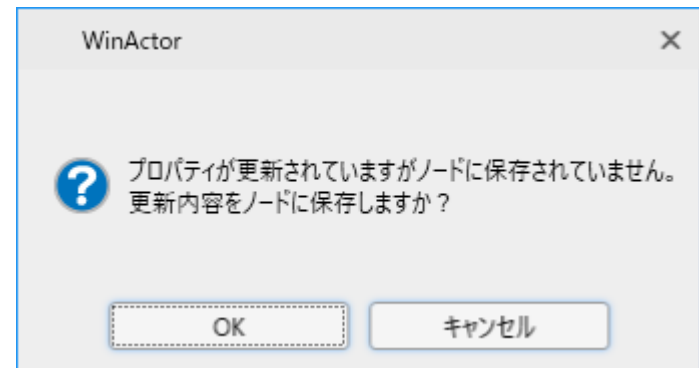 WinActor
プロパティが更新されていますがノードに保存されていません。
更新内容をノードに保存しますか？
OK
キャンセル